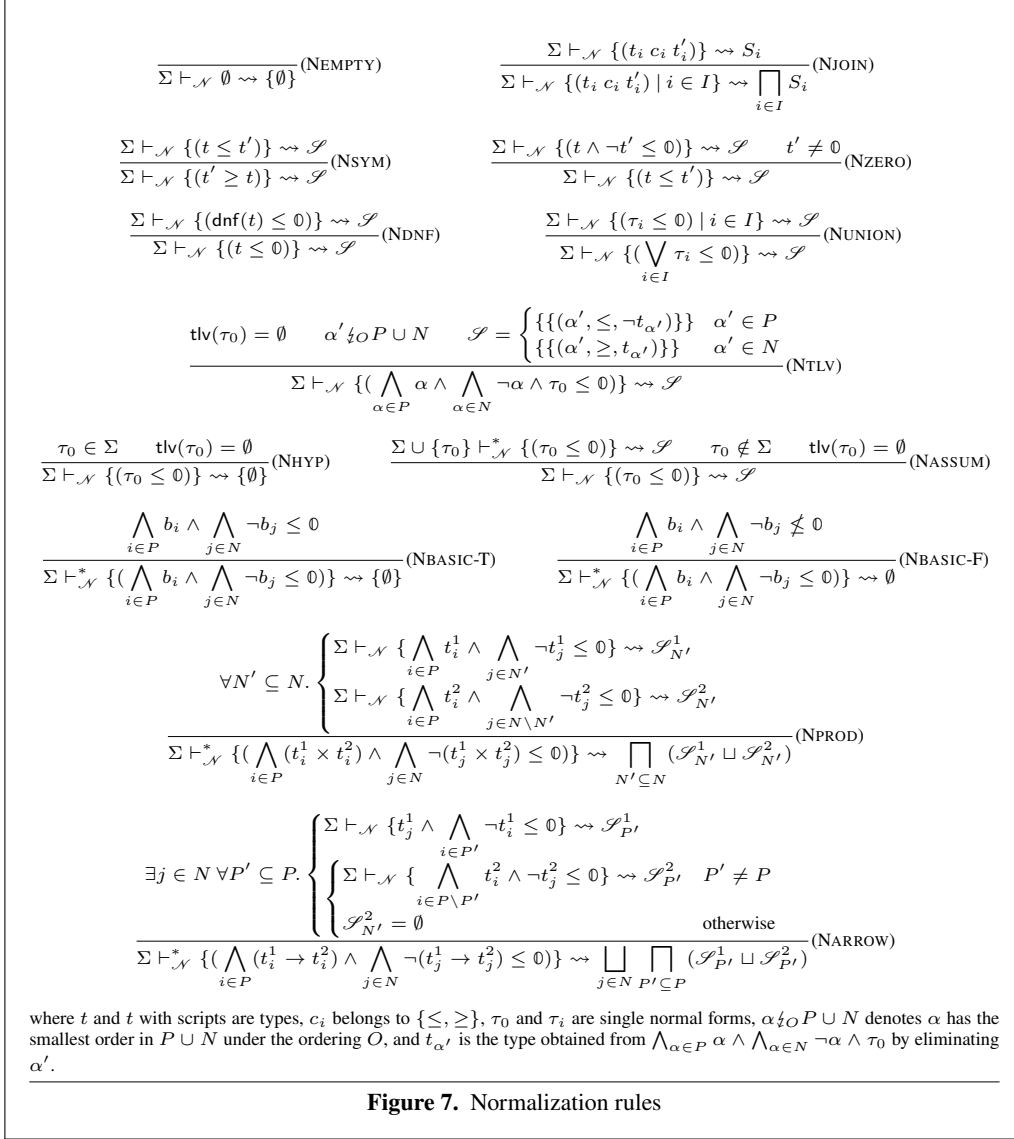 Σ ⊢𝒩 ∅ ⇝ {∅} (NEMPTY)
Σ ⊢𝒩 {(tᵢ cᵢ t′ᵢ)} ⇝ Sᵢ
Σ ⊢𝒩 {(tᵢ cᵢ t′ᵢ) | i ∈ I} ⇝ ∏_{i∈I} Sᵢ (NJOIN)
Σ ⊢𝒩 {(t ≤ t′)} ⇝ 𝒮
Σ ⊢𝒩 {(t′ ≥ t)} ⇝ 𝒮 (NSYM)
Σ ⊢𝒩 {(t ∧ ¬t′ ≤ 𝟘)} ⇝ 𝒮 t′ ≠ 𝟘
Σ ⊢𝒩 {(t ≤ t′)} ⇝ 𝒮 (NZERO)
Σ ⊢𝒩 {(dnf(t) ≤ 𝟘)} ⇝ 𝒮
Σ ⊢𝒩 {(t ≤ 𝟘)} ⇝ 𝒮 (NDNF)
Σ ⊢𝒩 {(τᵢ ≤ 𝟘) | i ∈ I} ⇝ 𝒮
Σ ⊢𝒩 {(⋁_{i∈I} τᵢ ≤ 𝟘)} ⇝ 𝒮 (NUNION)
tlv(τ₀) = ∅ α′ ≰_O P ∪ N 𝒮 = { {{(α′, ≤, ¬t_{α′})}} α′ ∈ P
{{(α′, ≥, t_{α′})}} α′ ∈ N
Σ ⊢𝒩 {(⋀_{α∈P} α ∧ ⋀_{α∈N} ¬α ∧ τ₀ ≤ 𝟘)} ⇝ 𝒮 (NTLV)
τ₀ ∈ Σ tlv(τ₀) = ∅
Σ ⊢𝒩 {(τ₀ ≤ 𝟘)} ⇝ {∅} (NHYP)
Σ ∪ {τ₀} ⊢*𝒩 {(τ₀ ≤ 𝟘)} ⇝ 𝒮 τ₀ ∉ Σ tlv(τ₀) = ∅
Σ ⊢𝒩 {(τ₀ ≤ 𝟘)} ⇝ 𝒮 (NASSUM)
⋀_{i∈P} bᵢ ∧ ⋀_{j∈N} ¬bⱼ ≤ 𝟘
Σ ⊢*𝒩 {(⋀_{i∈P} bᵢ ∧ ⋀_{j∈N} ¬bⱼ ≤ 𝟘)} ⇝ {∅} (NBASIC-T)
⋀_{i∈P} bᵢ ∧ ⋀_{j∈N} ¬bⱼ ≰ 𝟘
Σ ⊢*𝒩 {(⋀_{i∈P} bᵢ ∧ ⋀_{j∈N} ¬bⱼ ≤ 𝟘)} ⇝ ∅ (NBASIC-F)
∀N′ ⊆ N. { Σ ⊢𝒩 {⋀_{i∈P} t¹ᵢ ∧ ⋀_{j∈N′} ¬t¹ⱼ ≤ 𝟘} ⇝ 𝒮¹_{N′}
Σ ⊢𝒩 {⋀_{i∈P} t²ᵢ ∧ ⋀_{j∈N\N′} ¬t²ⱼ ≤ 𝟘} ⇝ 𝒮²_{N′}
Σ ⊢*𝒩 {(⋀_{i∈P} (t¹ᵢ × t²ᵢ) ∧ ⋀_{j∈N} ¬(t¹ⱼ × t²ⱼ) ≤ 𝟘)} ⇝ ∏_{N′⊆N} (𝒮¹_{N′} ⊔ 𝒮²_{N′}) (NPROD)
∃j ∈ N ∀P′ ⊆ P. { Σ ⊢𝒩 {t¹ⱼ ∧ ⋀_{i∈P′} ¬t¹ᵢ ≤ 𝟘} ⇝ 𝒮¹_{P′}
{ Σ ⊢𝒩 {⋀_{i∈P\P′} t²ᵢ ∧ ¬t²ⱼ ≤ 𝟘} ⇝ 𝒮²_{P′} P′ ≠ P
𝒮²_{N′} = ∅ otherwise
Σ ⊢*𝒩 {(⋀_{i∈P} (t¹ᵢ → t²ᵢ) ∧ ⋀_{j∈N} ¬(t¹ⱼ → t²ⱼ) ≤ 𝟘)} ⇝ ⨆_{j∈N} ∏_{P′⊆P} (𝒮¹_{P′} ⊔ 𝒮²_{P′}) (NARROW)
where t and t with scripts are types, cᵢ belongs to {≤, ≥}, τ₀ and τᵢ are single normal forms, α ≰_O P ∪ N denotes α has the
smallest order in P ∪ N under the ordering O, and t_{α′} is the type obtained from ⋀_{α∈P} α ∧ ⋀_{α∈N} ¬α ∧ τ₀ by eliminating
α′.
Figure 7. Normalization rules